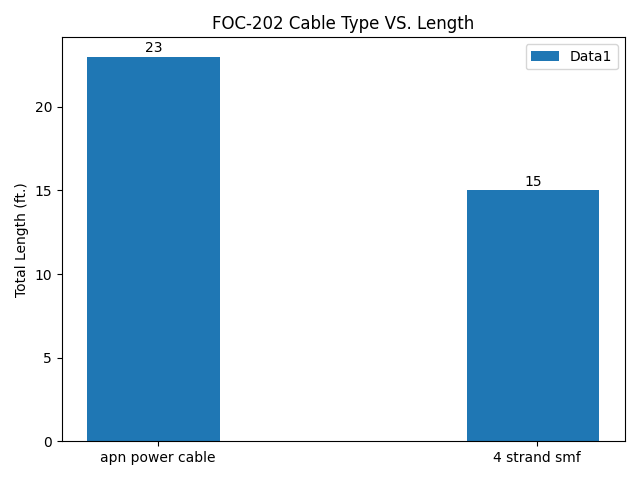 FOC-202 Cable Type VS. Length
23
Data1
20
15
15
10
5
0
Total Length (ft.)
apn power cable
4 strand smf